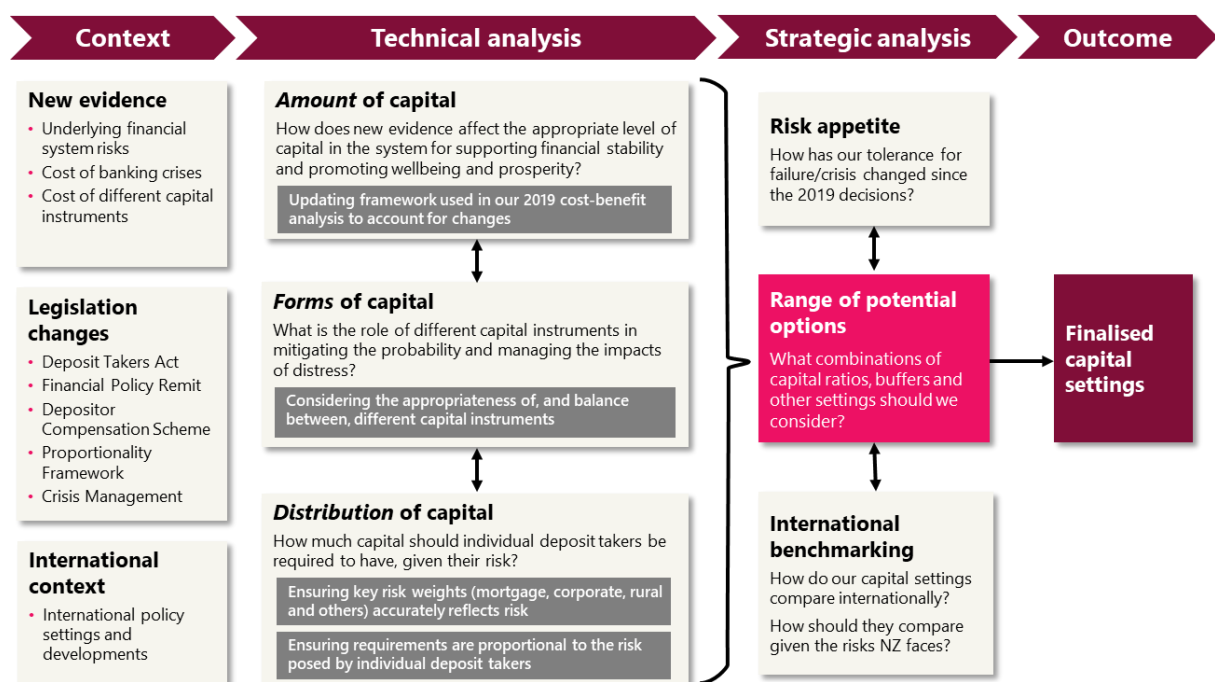 Context
Technical analysis
Strategic analysis
Outcome
New evidence
• Underlying financial
system risks
• Cost of banking crises
• Cost of different capital
instruments
Legislation
changes
• Deposit Takers Act
• Financial Policy Remit
• Depositor
Compensation Scheme
• Proportionality
Framework
• Crisis Management
International
context
• International policy
settings and
developments
Amount of capital
How does new evidence affect the appropriate level of
capital in the system for supporting financial stability
and promoting wellbeing and prosperity?
Updating framework used in our 2019 cost-benefit
analysis to account for changes
Forms of capital
What is the role of different capital instruments in
mitigating the probability and managing the impacts
of distress?
Considering the appropriateness of, and balance
between, different capital instruments
Distribution of capital
How much capital should individual deposit takers be
required to have, given their risk?
Ensuring key risk weights (mortgage, corporate, rural
and others) accurately reflects risk
Ensuring requirements are proportional to the risk
posed by individual deposit takers
Risk appetite
How has our tolerance for
failure/crisis changed since
the 2019 decisions?
Range of potential
options
What combinations of
capital ratios, buffers and
other settings should we
consider?
International
benchmarking
How do our capital settings
compare internationally?
How should they compare
given the risks NZ faces?
Finalised
capital
settings